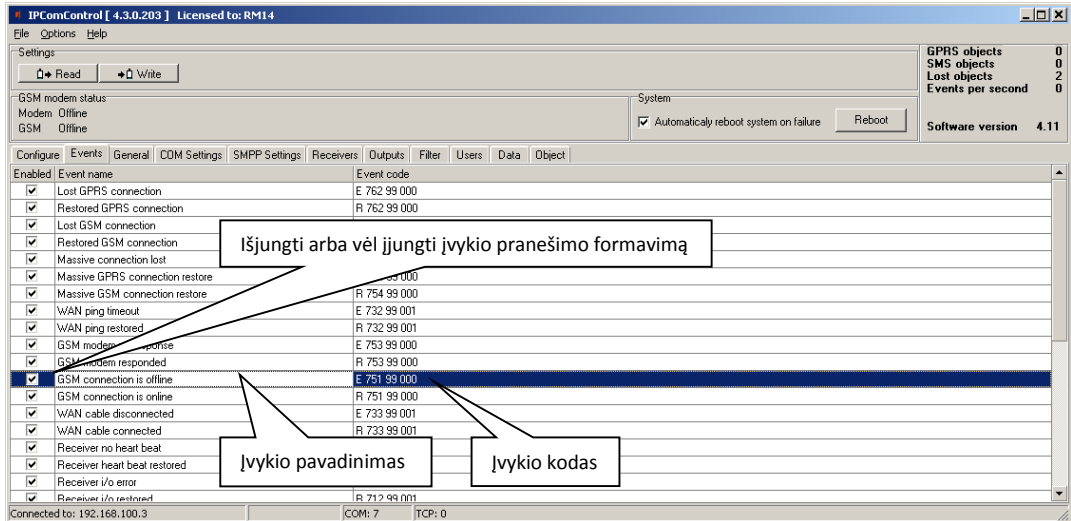 IPComControl [ 4.3.0.203 ] Licensed to: RM14
File Options Help
Settings
Read Write
GSM modem status
Modem Offline
GSM Offline
System
Automaticaly reboot system on failure Reboot
GPRS objects 0
SMS objects 0
Lost objects 2
Events per second 0
Software version 4.11
Configure Events General COM Settings SMPP Settings Receivers Outputs Filter Users Data Object
Enabled Event name Event code
Lost GPRS connection E 762 99 000
Restored GPRS connection R 762 99 000
Lost GSM connection
Restored GSM connection
Išjungti arba vėl įjungti įvykio pranešimo formavimą
Massive connection lost
Massive GPRS connection restore 000
Massive GSM connection restore R 754 99 000
WAN ping timeout E 732 99 001
WAN ping restored R 732 99 001
GSM modem E 753 99 000
GSM modem responded R 753 99 000
GSM connection is offline E 751 99 000
GSM connection is online R 751 99 000
WAN cable disconnected E 733 99 001
WAN cable connected R 733 99 001
Receiver no heart beat
Receiver heart beat restored
Įvykio pavadinimas
Įvykio kodas
Receiver i/o error
Receiver i/o restored R 712 99 001
Connected to: 192.168.100.3 COM: 7 TCP: 0